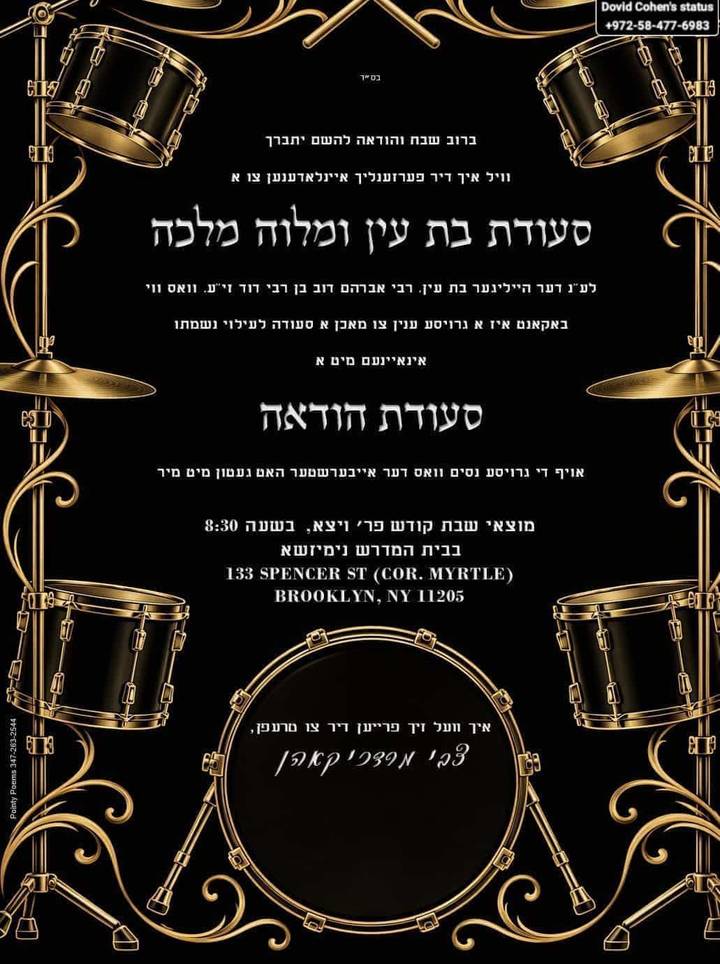 Dovid Cohen's status
+972-58-477-6983
בס״ד
ברוב שבח והודאה להשם יתברך
וויל איך דיר פערזענליך איינלאדענען צו א
סעודת בת עין ומלוה מלכה
לע״נ דער הייליגער בת עין. רבי אברהם דוב בן רבי דוד זי״ע. וואס ווי
באקאנט איז א גרויסע ענין צו מאכן א סעודה לעילוי נשמתו
אינאיינעם מיט א
סעודת הודאה
אויף די גרויסע נסים וואס דער אייבערשטער האט געטון מיט מיר
מוצאי שבת קודש פר׳ ויצא, בשעה 8:30
בבית המדרש נימיזשא
133 SPENCER ST (COR. MYRTLE)
BROOKLYN, NY 11205
איך וועל זיך פרייען דיר צו טרעפן,
צבי מרדכי קאהן
Pointy Poems 347-263-2544